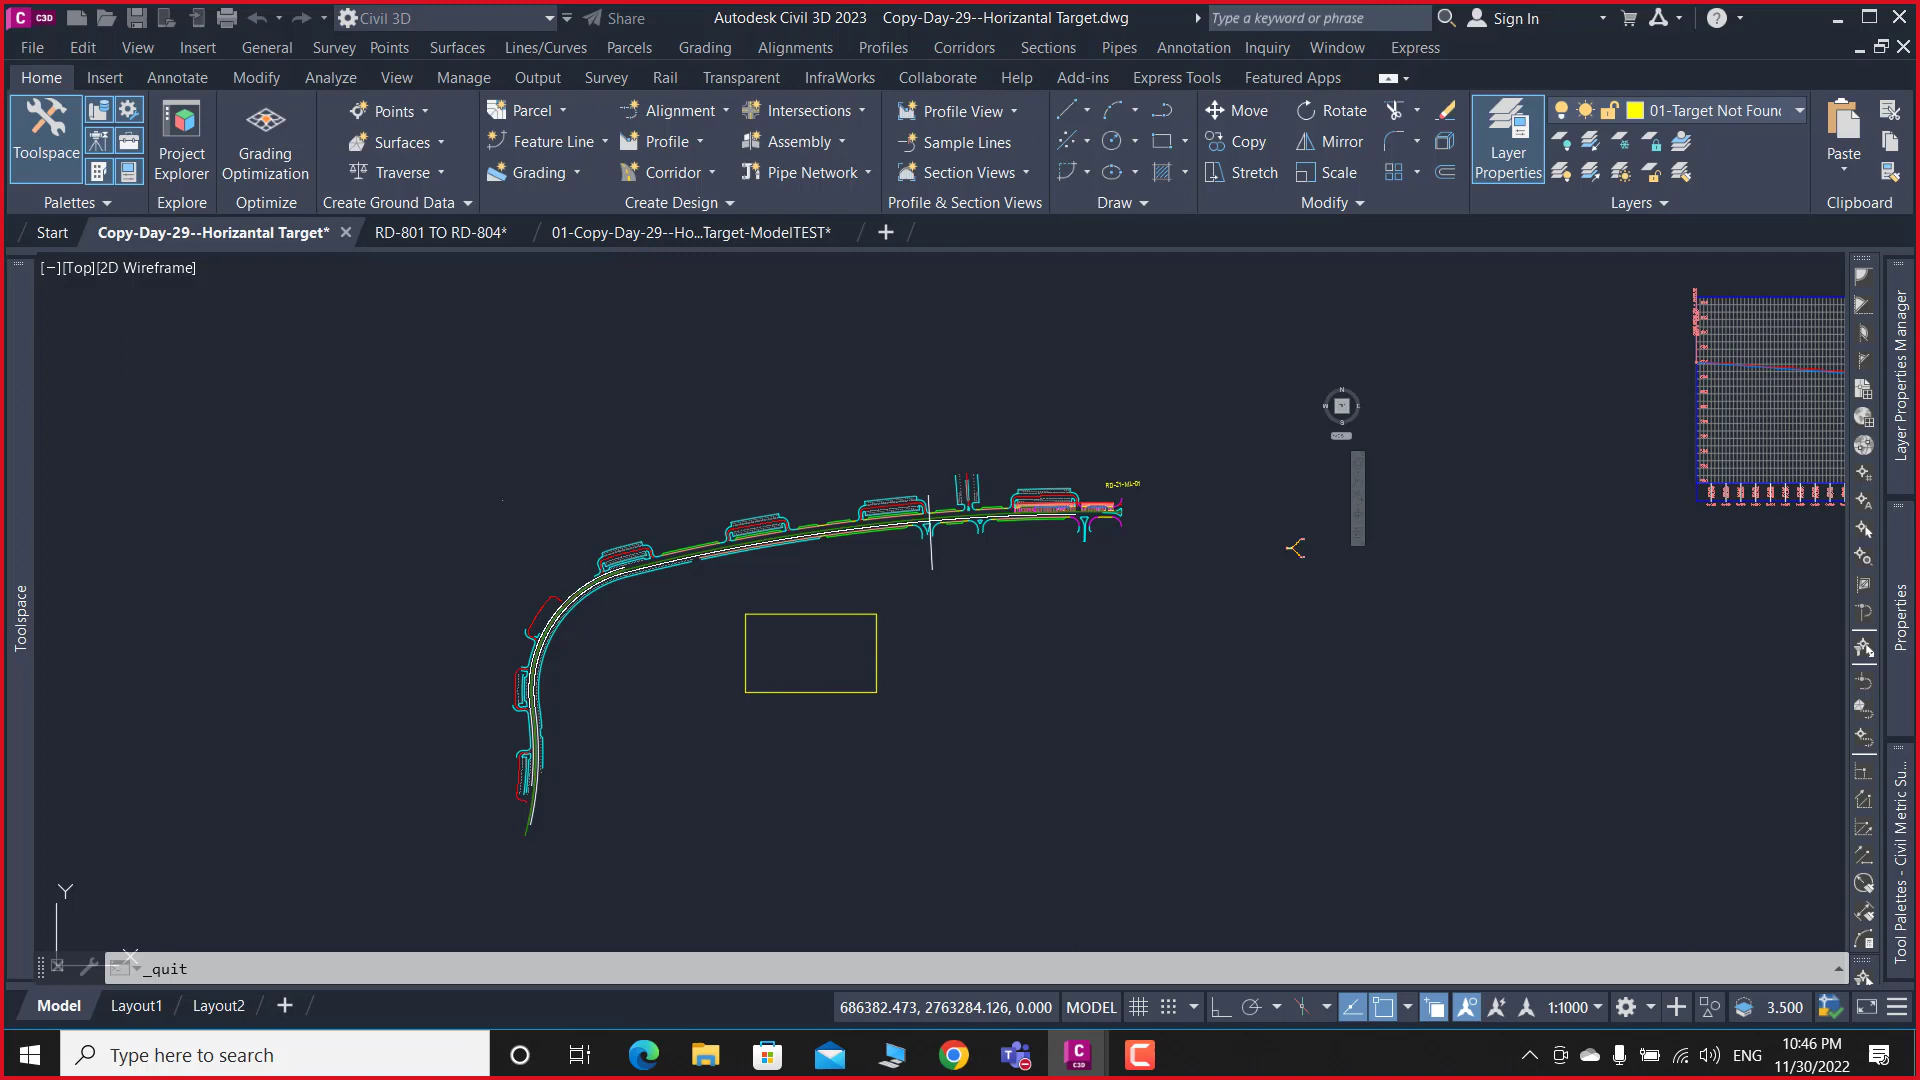 C3D Civil 3D Share Autodesk Civil 3D 2023 Copy-Day-29--Horizantal Target.dwg Type a keyword or phrase Sign In
File Edit View Insert General Survey Points Surfaces Lines/Curves Parcels Grading Alignments Profiles Corridors Sections Pipes Annotation Inquiry Window Express
Home Insert Annotate Modify Analyze View Manage Output Survey Rail Transparent InfraWorks Collaborate Help Add-ins Express Tools Featured Apps
Points Parcel Alignment Intersections Profile View Move Rotate 01-Target Not Foun
Surfaces Feature Line Profile Assembly Sample Lines Copy Mirror
Toolspace Project Explorer Grading Optimization Layer Properties Paste
Traverse Grading Corridor Pipe Network Section Views Stretch Scale
Palettes Explore Optimize Create Ground Data Create Design Profile & Section Views Draw Modify Layers Clipboard
Start Copy-Day-29--Horizantal Target* RD-801 TO RD-804* 01-Copy-Day-29--Ho...Target-ModelTEST*
[−][Top][2D Wireframe]
Layer Properties Manager
Properties
Tool Palettes - Civil Metric Su...
Toolspace
N
S
Y
X
_quit
Model Layout1 Layout2 686382.473, 2763284.126, 0.000 MODEL 1:1000 3.500
Type here to search C3D ENG 10:46 PM
11/30/2022